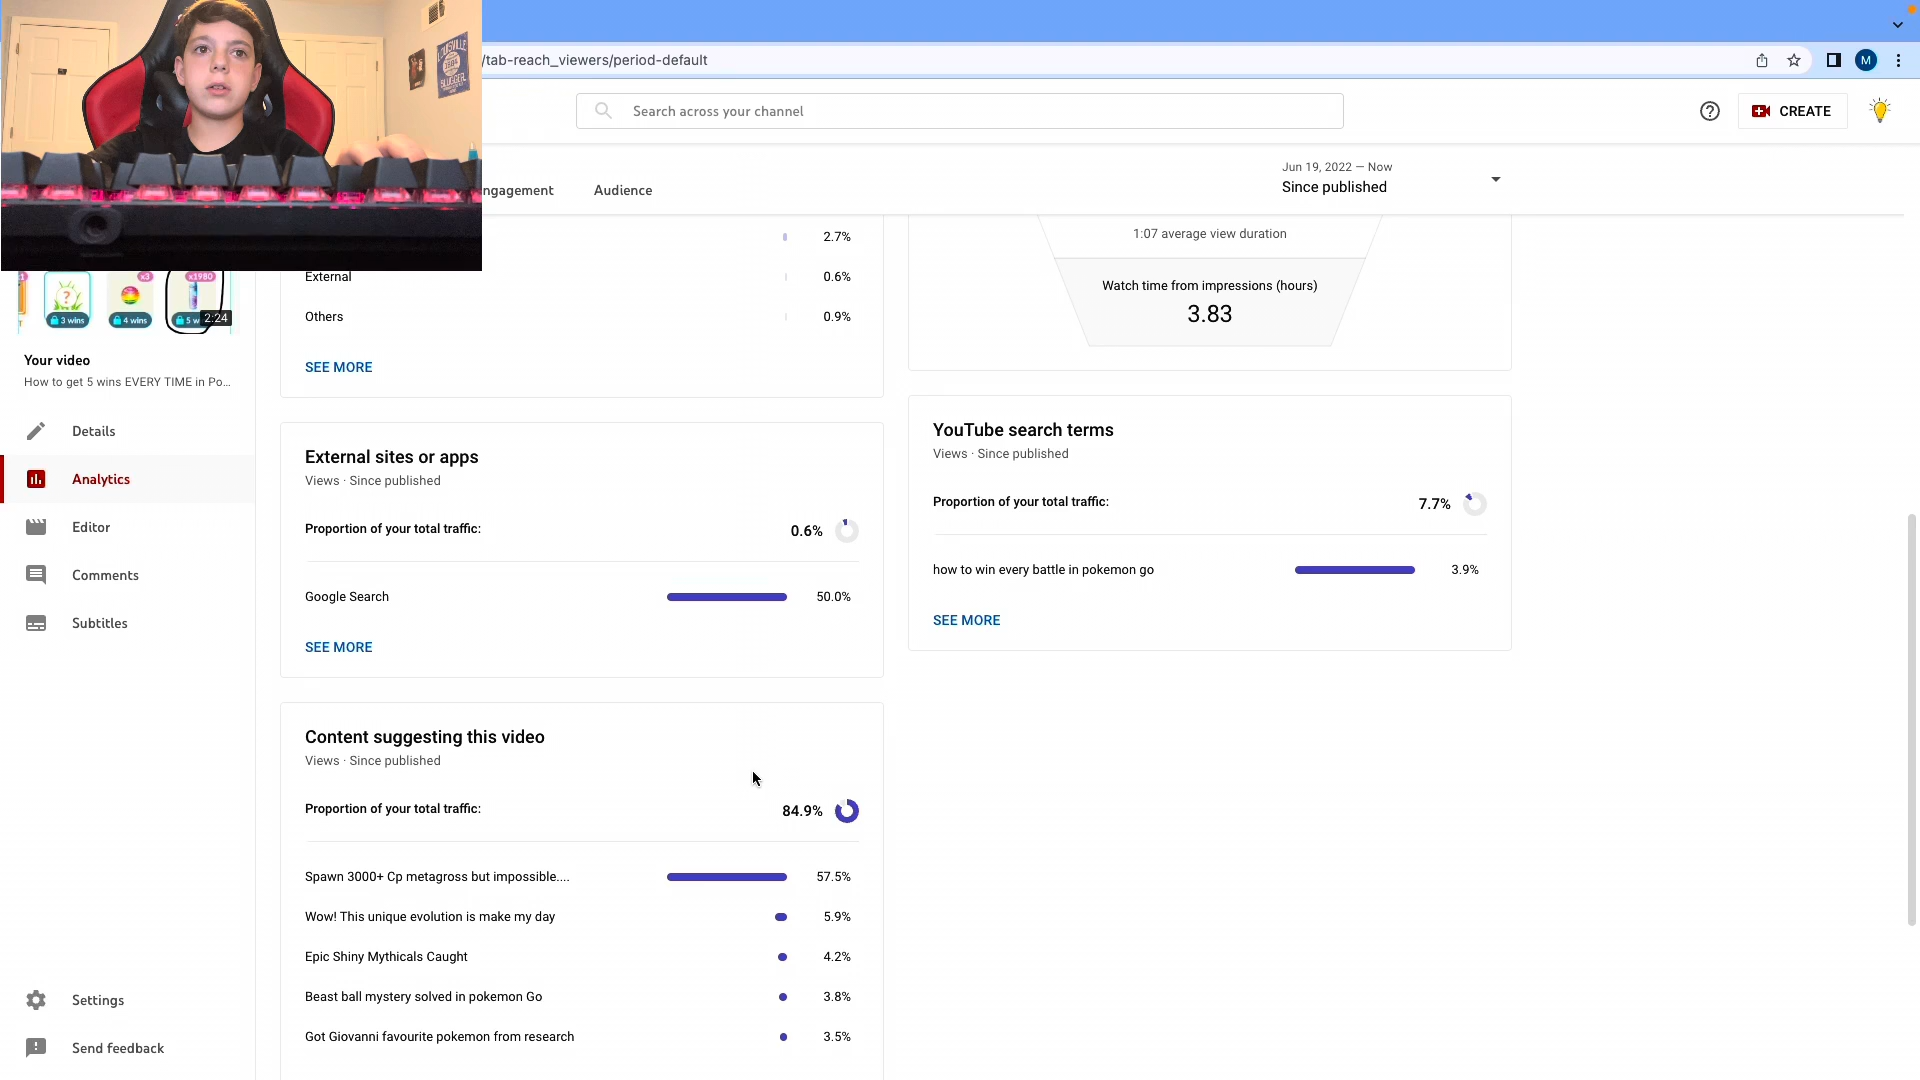 /tab-reach_viewers/period-default
M
Search across your channel
CREATE
ngagement
Audience
Jun 19, 2022 — Now
Since published
LOUISVILLE
SLUGGER
x3
x1980
3 wins
4 wins
5 w
2:24
Your video
How to get 5 wins EVERY TIME in Po...
Details
Analytics
Editor
Comments
Subtitles
Settings
Send feedback
2.7%
External
0.6%
Others
0.9%
SEE MORE
External sites or apps
Views · Since published
Proportion of your total traffic:
0.6%
Google Search
50.0%
SEE MORE
Content suggesting this video
Views · Since published
Proportion of your total traffic:
84.9%
Spawn 3000+ Cp metagross but impossible....
57.5%
Wow! This unique evolution is make my day
5.9%
Epic Shiny Mythicals Caught
4.2%
Beast ball mystery solved in pokemon Go
3.8%
Got Giovanni favourite pokemon from research
3.5%
1:07 average view duration
Watch time from impressions (hours)
3.83
YouTube search terms
Views · Since published
Proportion of your total traffic:
7.7%
how to win every battle in pokemon go
3.9%
SEE MORE